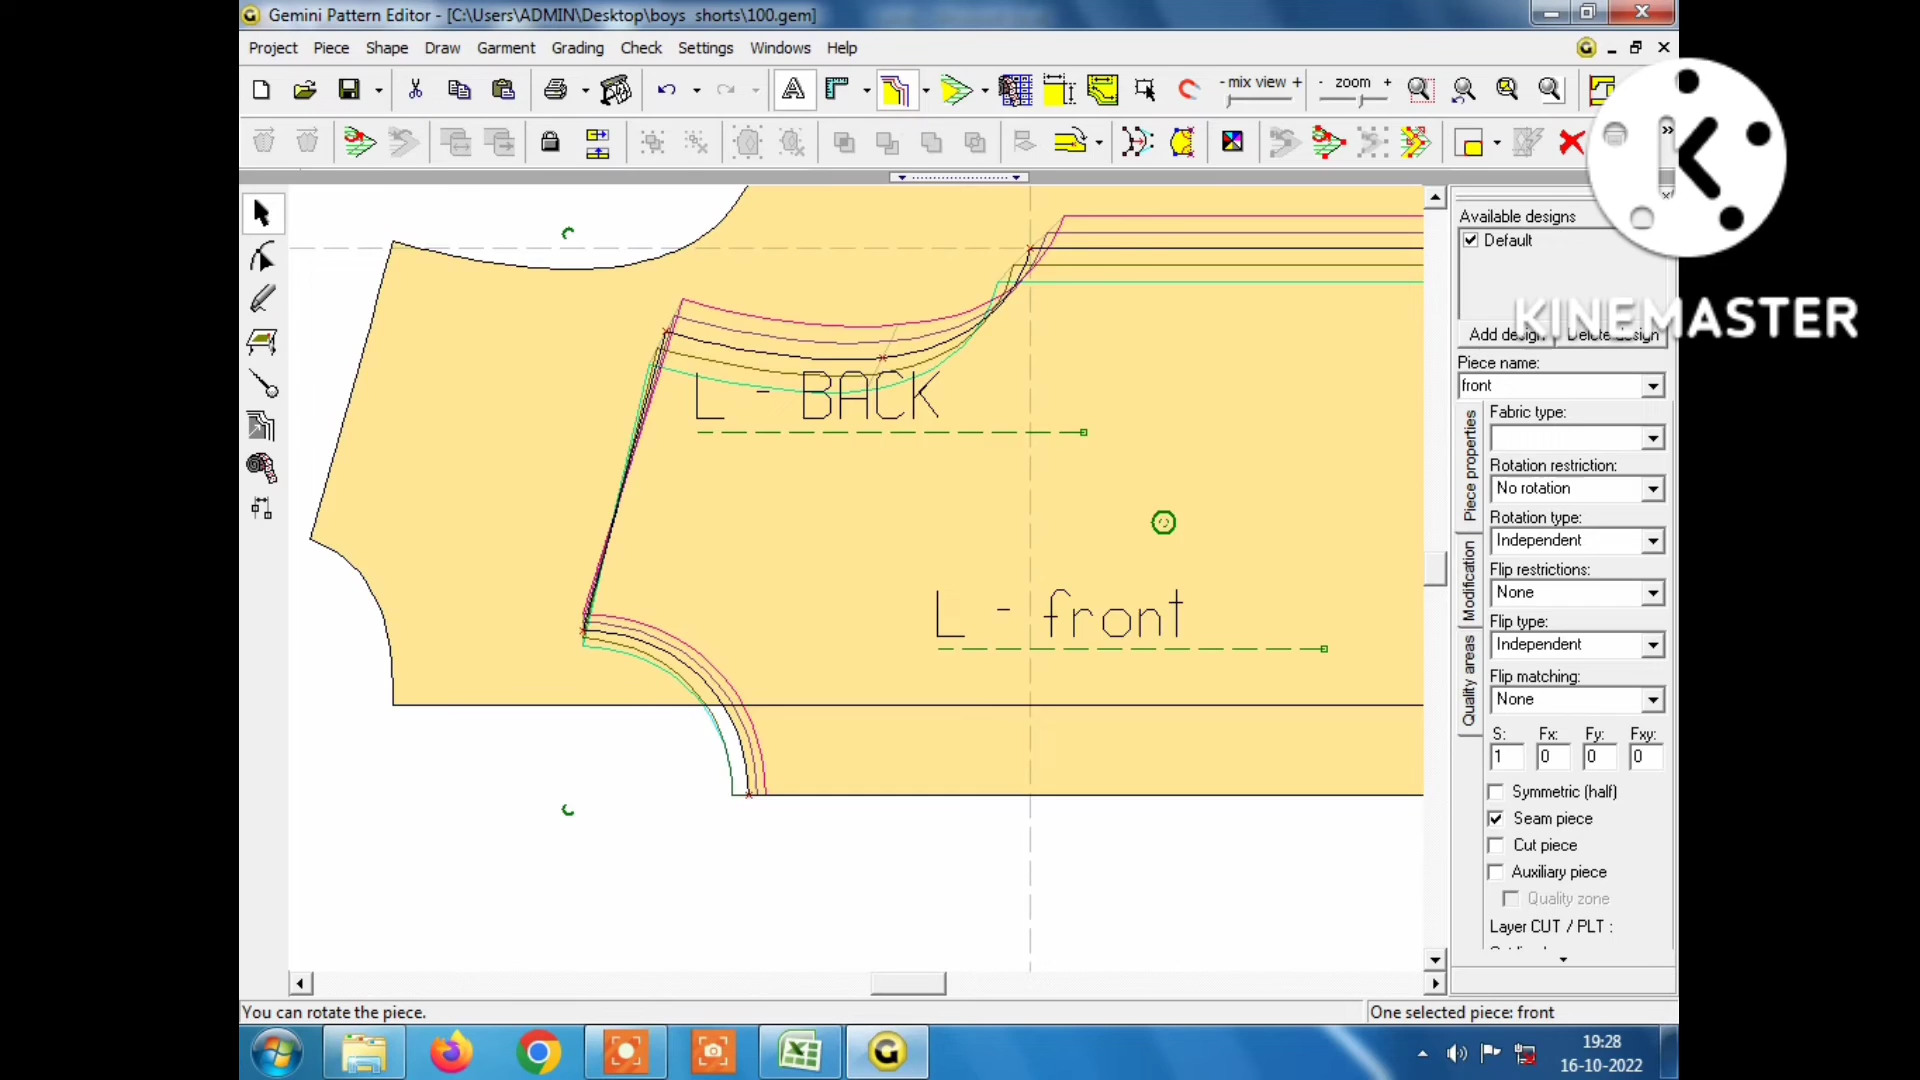 Gemini Pattern Editor - [C:\Users\ADMIN\Desktop\boys shorts\100.gem]
Project Piece Shape Draw Garment Grading Check Settings Windows Help
- mix view + - zoom +
»
KINEMASTER
Available designs
Default
Add design Delete design
Piece name:
front
Fabric type:
Rotation restriction:
No rotation
Rotation type:
Independent
Flip restrictions:
None
Flip type:
Independent
Flip matching:
None
S: Fx: Fy: Fxy:
1 0 0 0
Symmetric (half)
Seam piece
Cut piece
Auxiliary piece
Quality zone
Layer CUT / PLT :
Piece properties
Modification
Quality areas
L - BACK
L - front
You can rotate the piece.
One selected piece: front
19:28
16-10-2022